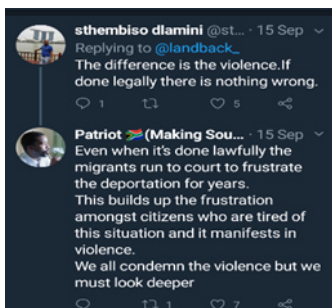 sthembiso dlamini @st... · 15 Sep
Replying to @landback_
The difference is the violence.If
done legally there is nothing wrong.
1 5
Patriot 🇿🇦(Making Sou... · 15 Sep
Even when it's done lawfully the
migrants run to court to frustrate
the deportation for years.
This builds up the frustration
amongst citizens who are tired of
this situation and it manifests in
violence.
We all condemn the violence but we
must look deeper
1 7